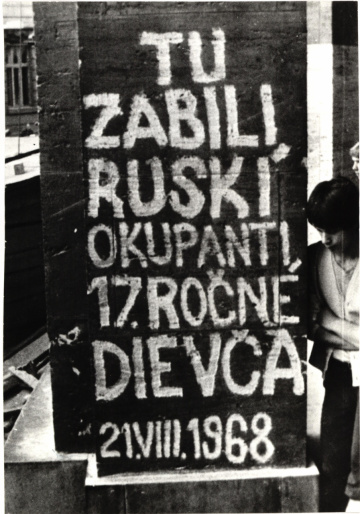 TU
ZABILI
RUSKÍ
OKUPANTI
17.ROČNÉ
DIEVČA
21.VIII.1968